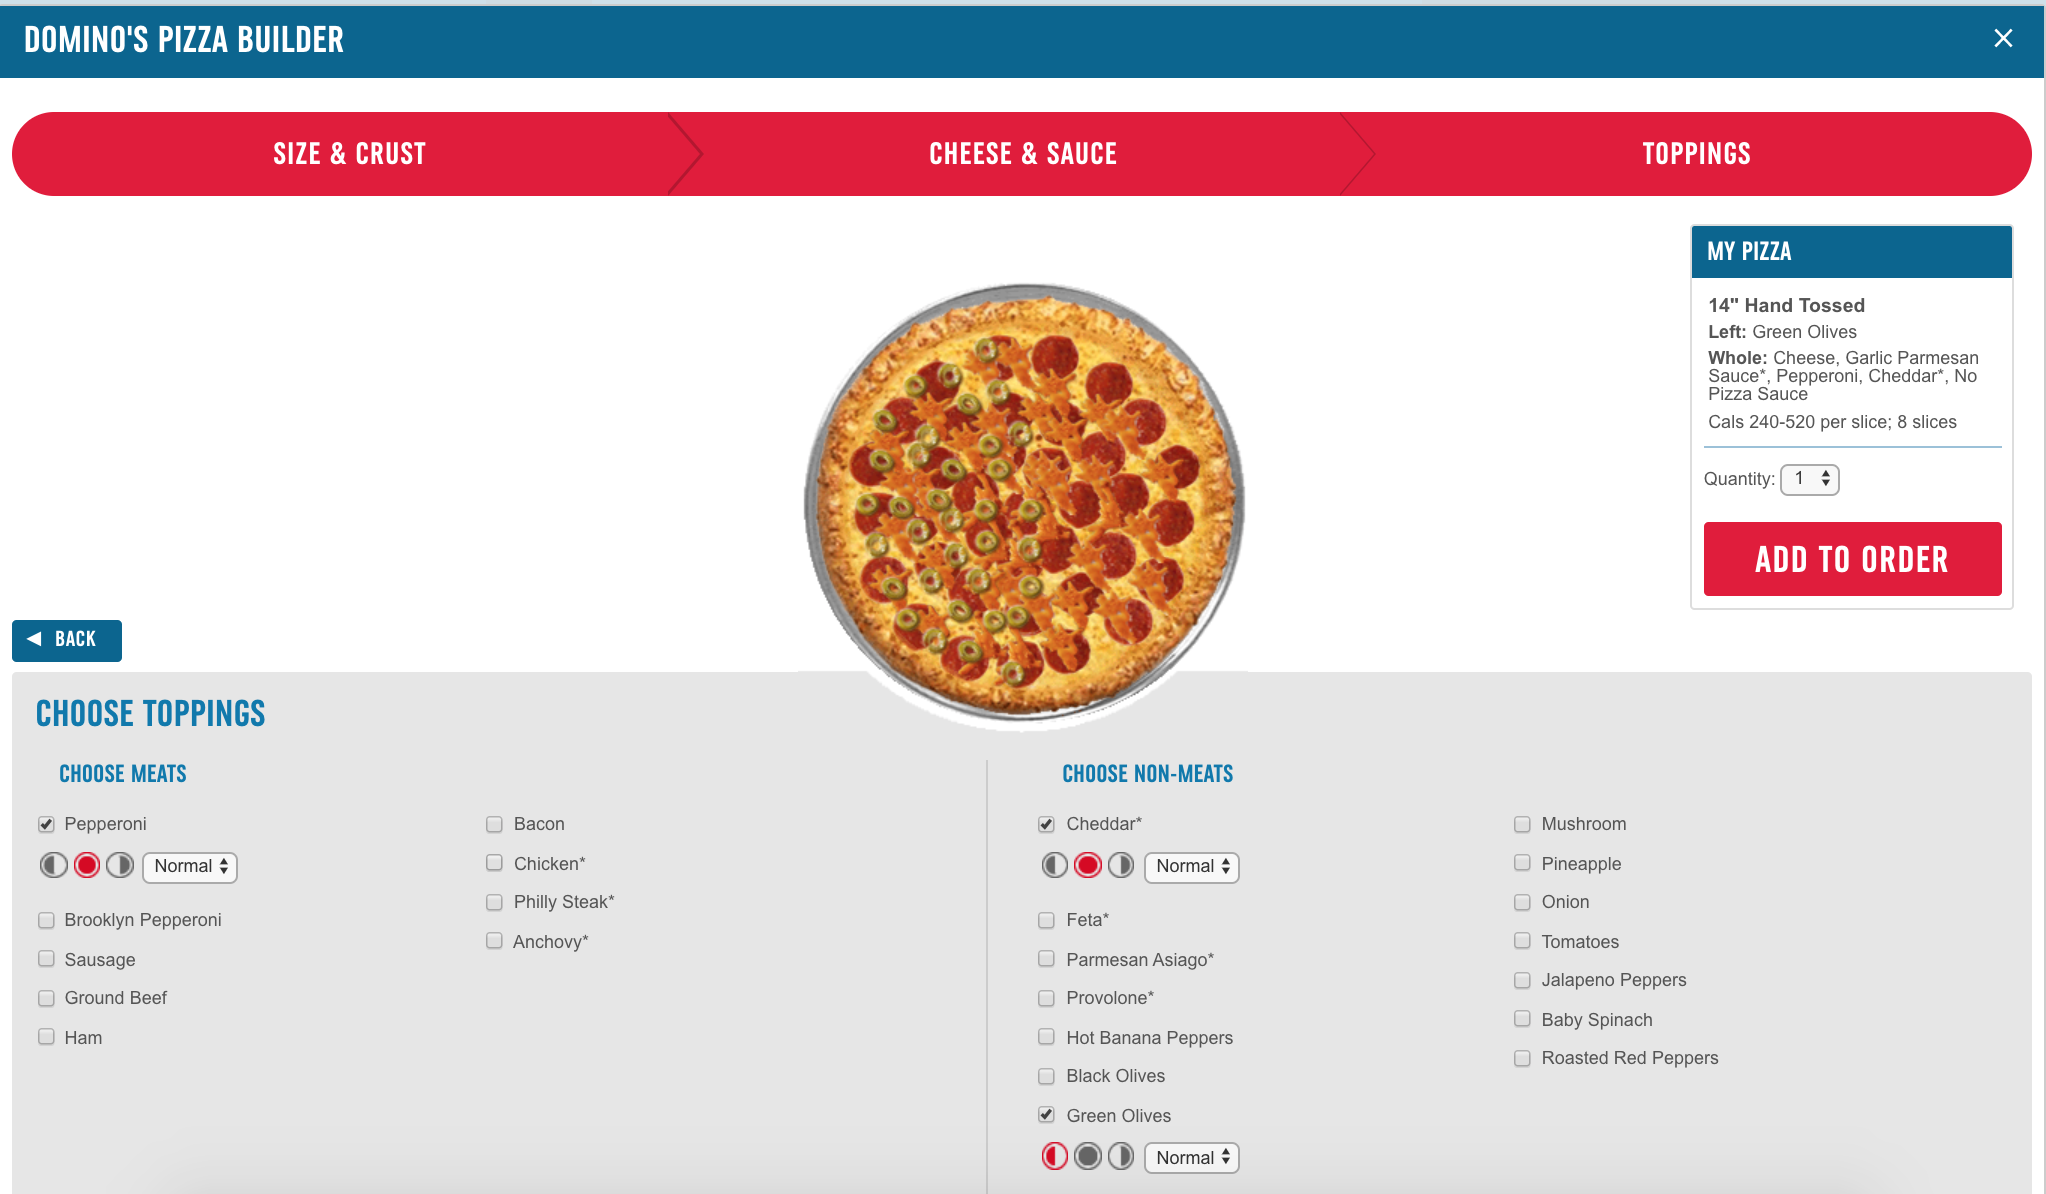 DOMINO'S PIZZA BUILDER
SIZE & CRUST
CHEESE & SAUCE
TOPPINGS
MY PIZZA
14" Hand Tossed
Left: Green Olives
Whole: Cheese, Garlic Parmesan
Sauce*, Pepperoni, Cheddar*, No
Pizza Sauce
Cals 240-520 per slice; 8 slices
Quantity: 1
ADD TO ORDER
BACK
CHOOSE TOPPINGS
CHOOSE MEATS
Pepperoni
Normal
Brooklyn Pepperoni
Sausage
Ground Beef
Ham
Bacon
Chicken*
Philly Steak*
Anchovy*
CHOOSE NON-MEATS
Cheddar*
Normal
Feta*
Parmesan Asiago*
Provolone*
Hot Banana Peppers
Black Olives
Green Olives
Normal
Mushroom
Pineapple
Onion
Tomatoes
Jalapeno Peppers
Baby Spinach
Roasted Red Peppers